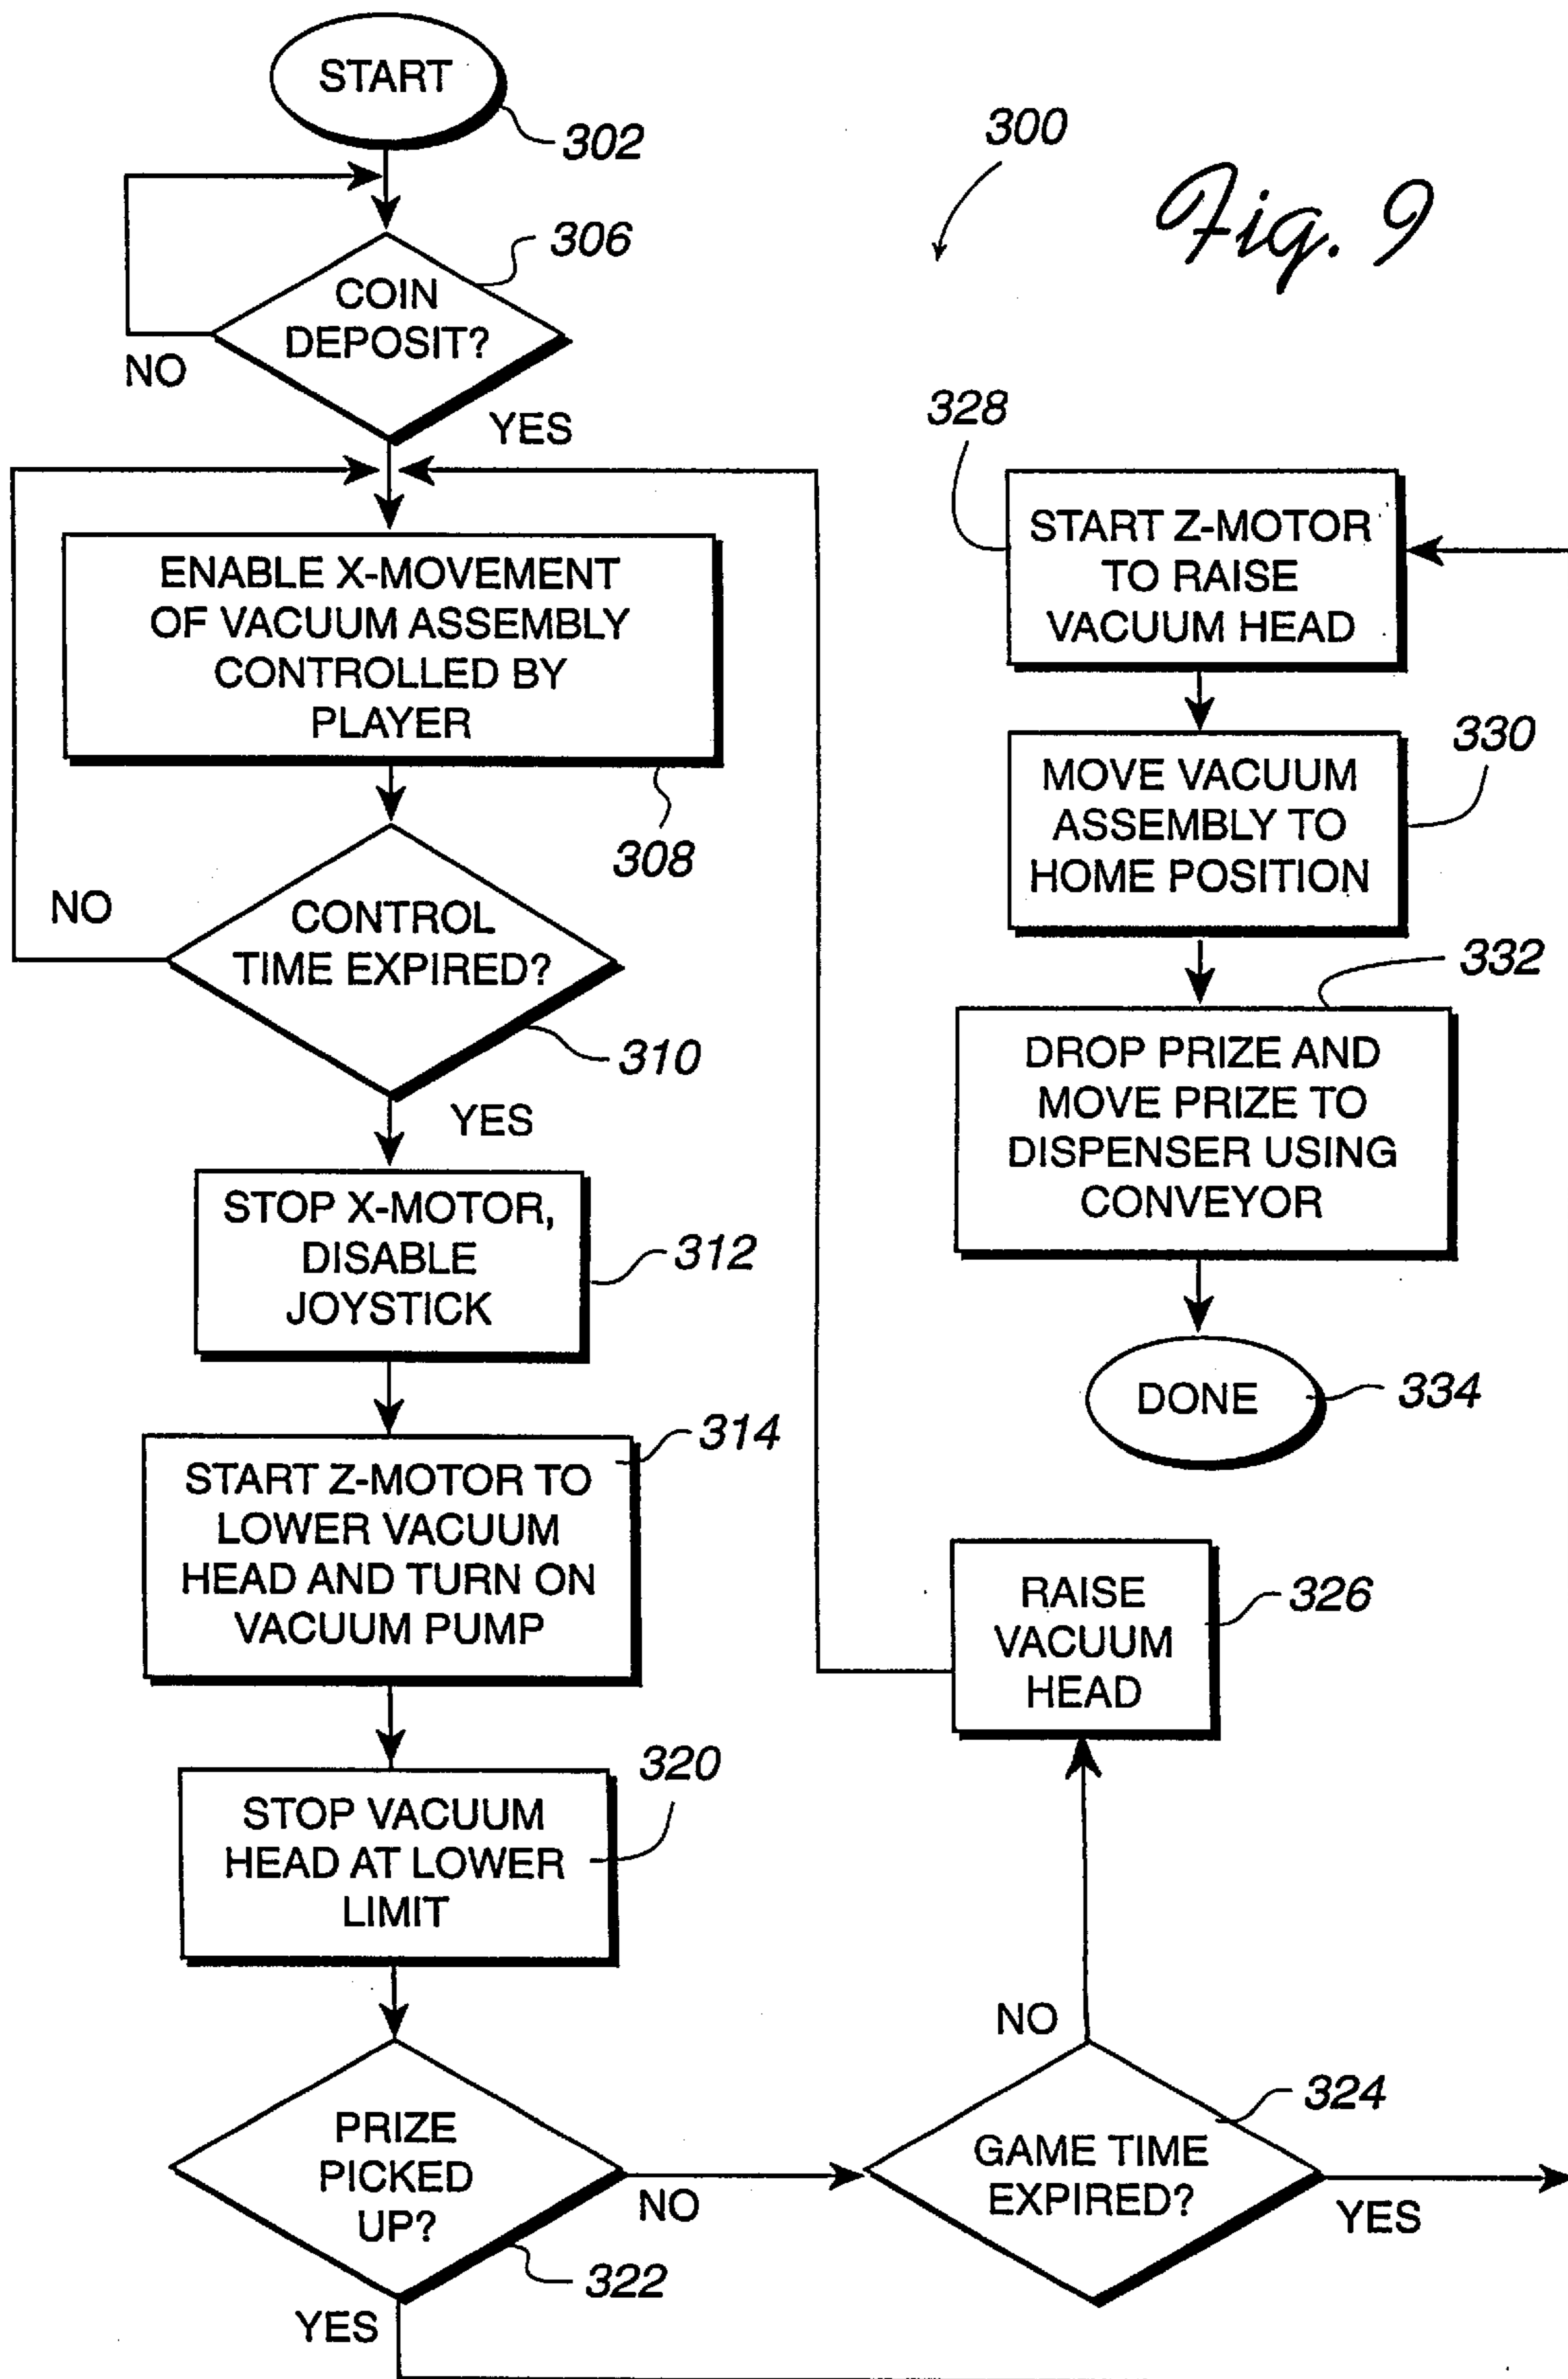 START
302
300
Fig. 9
306
COIN
DEPOSIT?
NO
YES
ENABLE X-MOVEMENT
OF VACUUM ASSEMBLY
CONTROLLED BY
PLAYER
308
NO
CONTROL
TIME EXPIRED?
310
YES
STOP X-MOTOR,
DISABLE
JOYSTICK
312
314
START Z-MOTOR TO
LOWER VACUUM
HEAD AND TURN ON
VACUUM PUMP
320
STOP VACUUM
HEAD AT LOWER
LIMIT
PRIZE
PICKED
UP?
NO
322
YES
NO
324
GAME TIME
EXPIRED?
YES
RAISE
VACUUM
HEAD
326
328
START Z-MOTOR
TO RAISE
VACUUM HEAD
330
MOVE VACUUM
ASSEMBLY TO
HOME POSITION
332
DROP PRIZE AND
MOVE PRIZE TO
DISPENSER USING
CONVEYOR
DONE
334